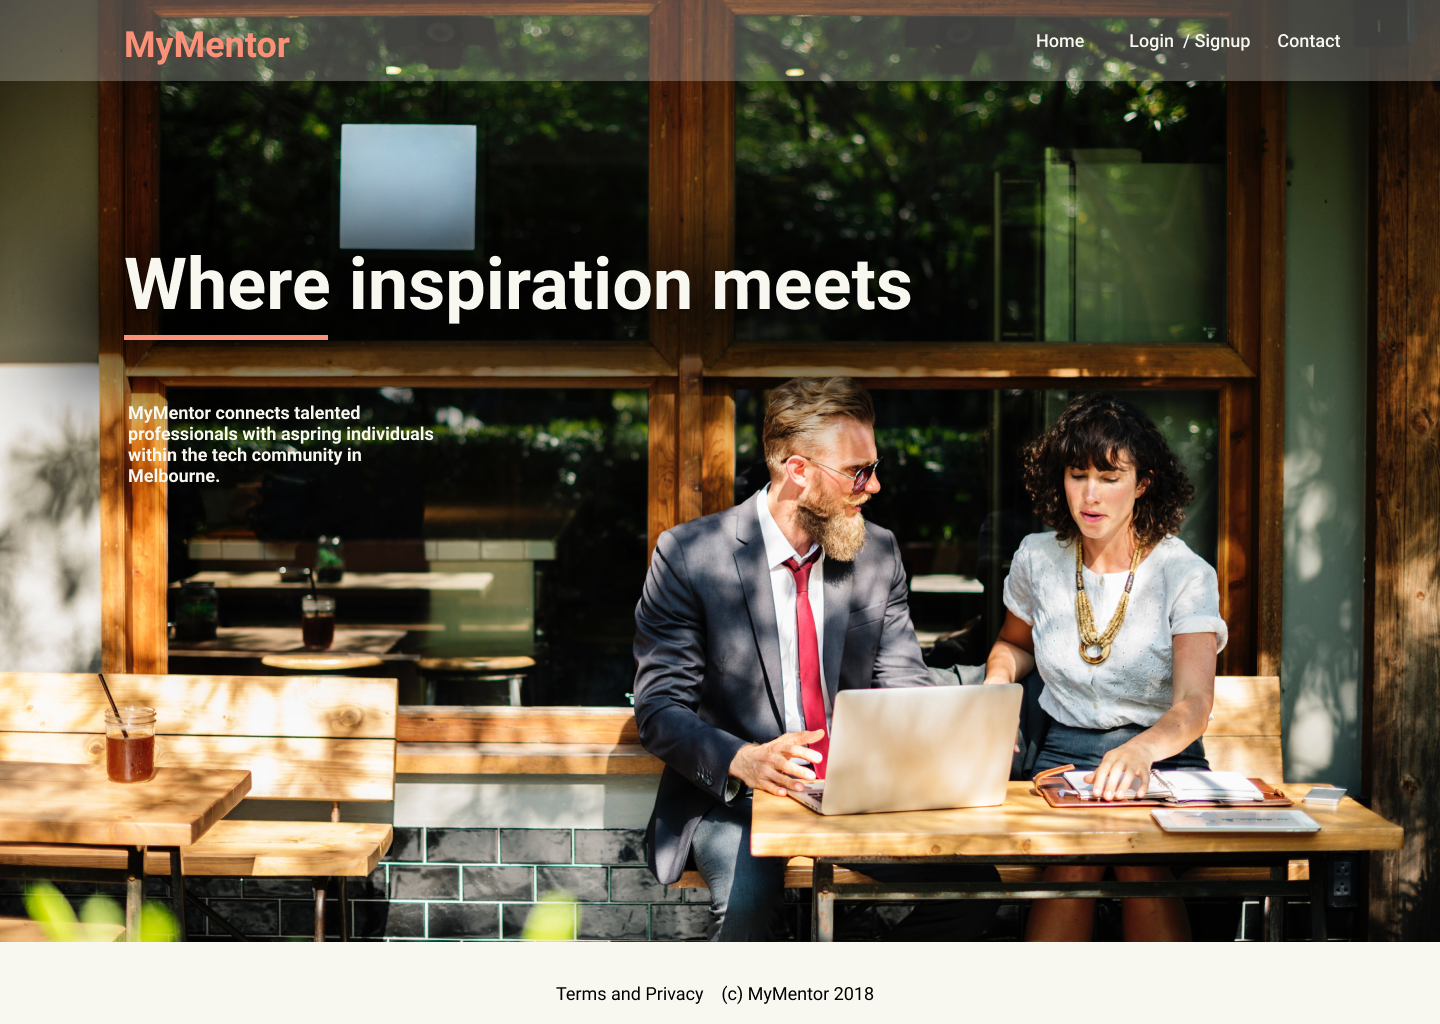 MyMentor
Home Login / Signup Contact
Where inspiration meets
MyMentor connects talented
professionals with aspring individuals
within the tech community in
Melbourne.
Terms and Privacy (c) MyMentor 2018